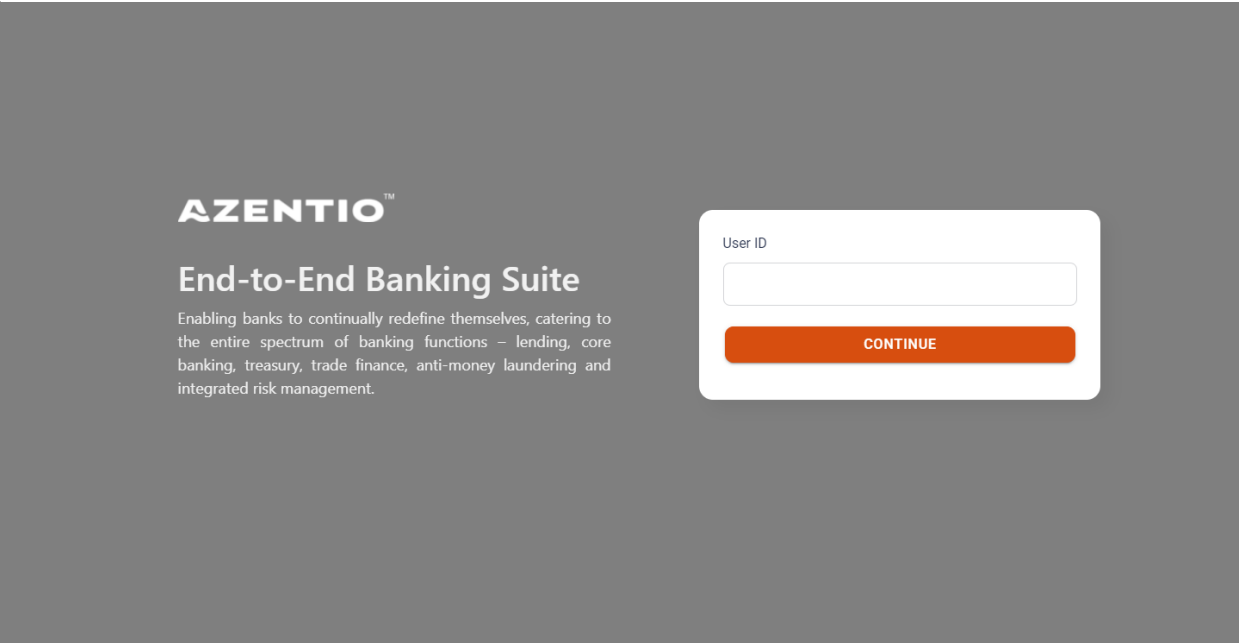 AZENTIO™
End-to-End Banking Suite
Enabling banks to continually redefine themselves, catering to
the entire spectrum of banking functions – lending, core
banking, treasury, trade finance, anti-money laundering and
integrated risk management.
User ID
CONTINUE